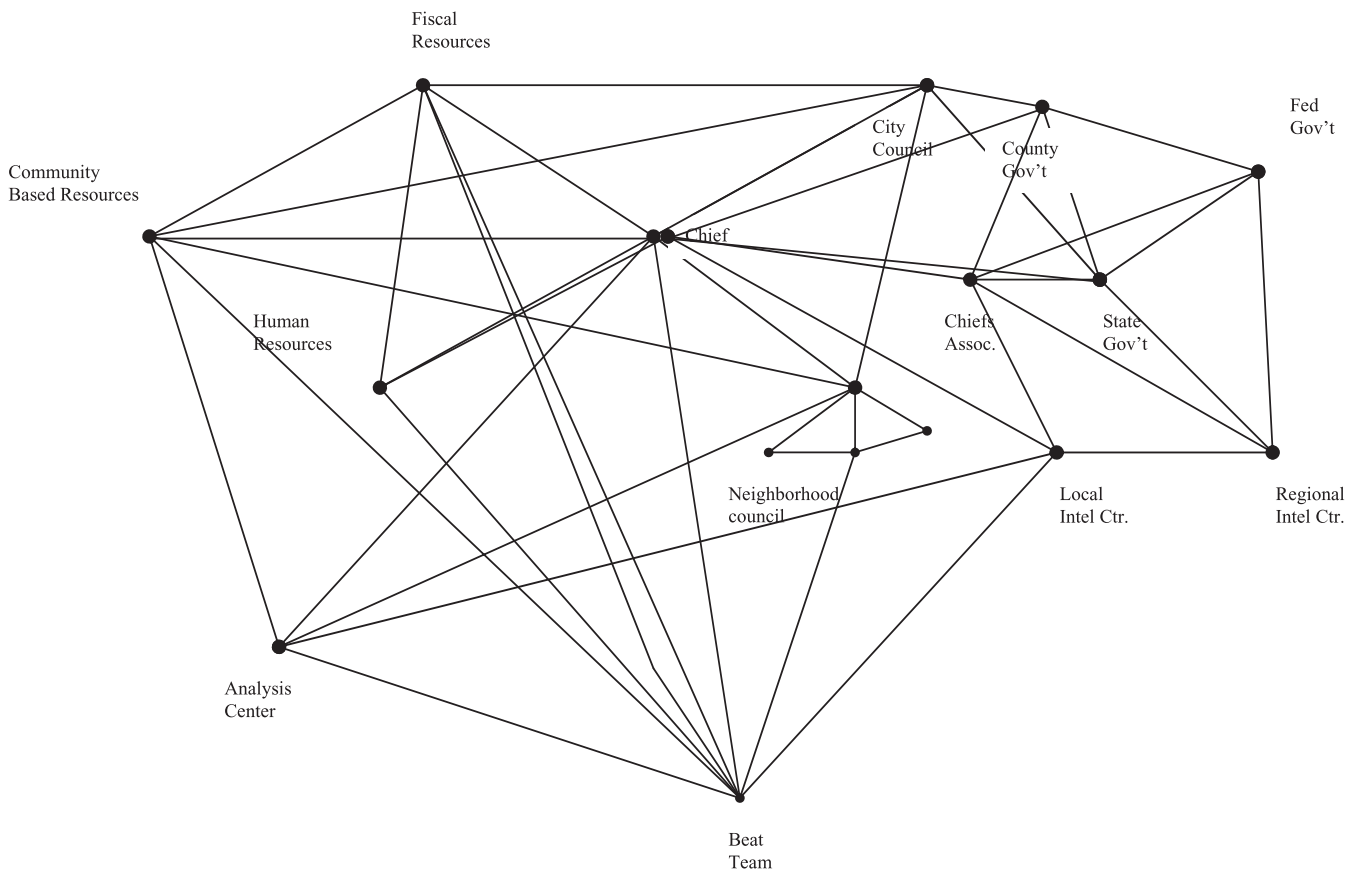 Fiscal
Resources
City
Council
County
Gov’t
Fed
Gov’t
Community
Based Resources
Chief
Human
Resources
Chiefs
Assoc.
State
Gov’t
Neighborhood
council
Local
Intel Ctr.
Regional
Intel Ctr.
Analysis
Center
Beat
Team